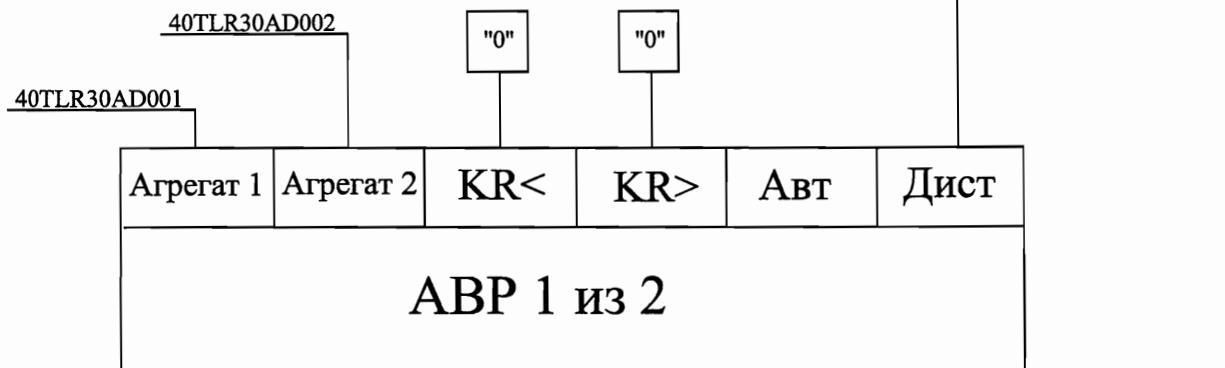 40TLR30AD002
"0" "0"
40TLR30AD001
Агрегат 1 Агрегат 2 KR< KR> Авт Дист
АВР 1 из 2